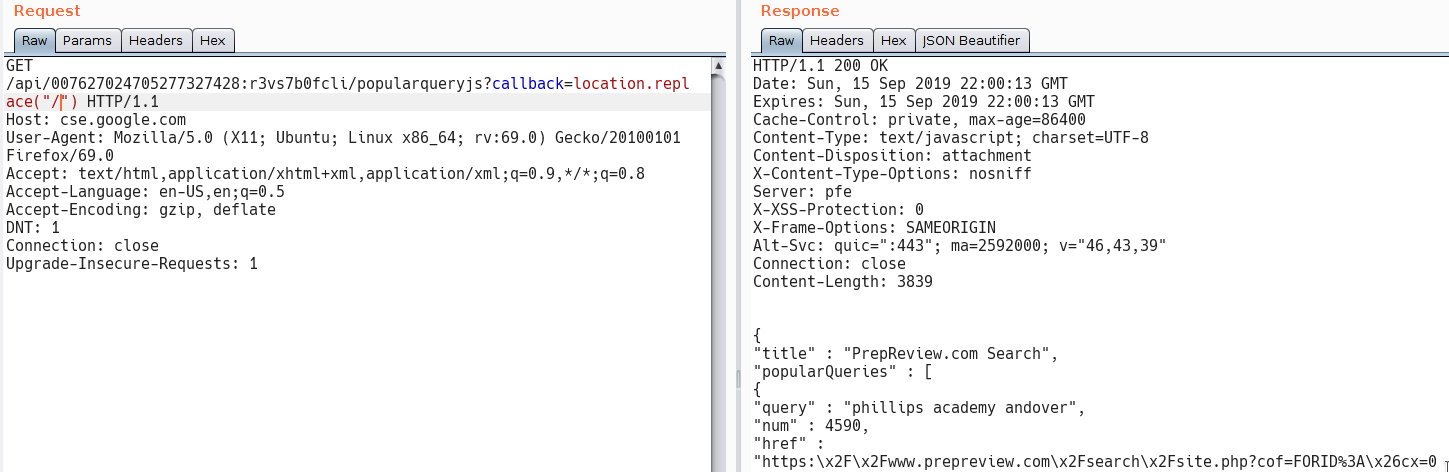 Request
Raw Params Headers Hex
GET
/api/007627024705277327428:r3vs7b0fcli/popularqueryjs?callback=location.repl
ace("/") HTTP/1.1
Host: cse.google.com
User-Agent: Mozilla/5.0 (X11; Ubuntu; Linux x86_64; rv:69.0) Gecko/20100101
Firefox/69.0
Accept: text/html,application/xhtml+xml,application/xml;q=0.9,*/*;q=0.8
Accept-Language: en-US,en;q=0.5
Accept-Encoding: gzip, deflate
DNT: 1
Connection: close
Upgrade-Insecure-Requests: 1
Response
Raw Headers Hex JSON Beautifier
HTTP/1.1 200 OK
Date: Sun, 15 Sep 2019 22:00:13 GMT
Expires: Sun, 15 Sep 2019 22:00:13 GMT
Cache-Control: private, max-age=86400
Content-Type: text/javascript; charset=UTF-8
Content-Disposition: attachment
X-Content-Type-Options: nosniff
Server: pfe
X-XSS-Protection: 0
X-Frame-Options: SAMEORIGIN
Alt-Svc: quic=":443"; ma=2592000; v="46,43,39"
Connection: close
Content-Length: 3839
{
"title" : "PrepReview.com Search",
"popularQueries" : [
{
"query" : "phillips academy andover",
"num" : 4590,
"href" :
"https:\x2F\x2Fwww.prepreview.com\x2Fsearch\x2Fsite.php?cof=FORID%3A\x26cx=0